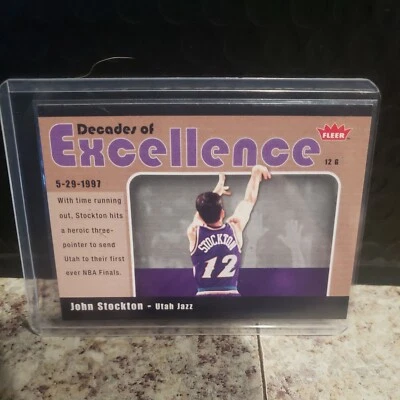 Decades of
Excellence
FLEER
12 G
5-29-1997
With time running
out, Stockton hits
a heroic three-
pointer to send
Utah to their first
ever NBA Finals.
STOCKTON
12
John Stockton - Utah Jazz